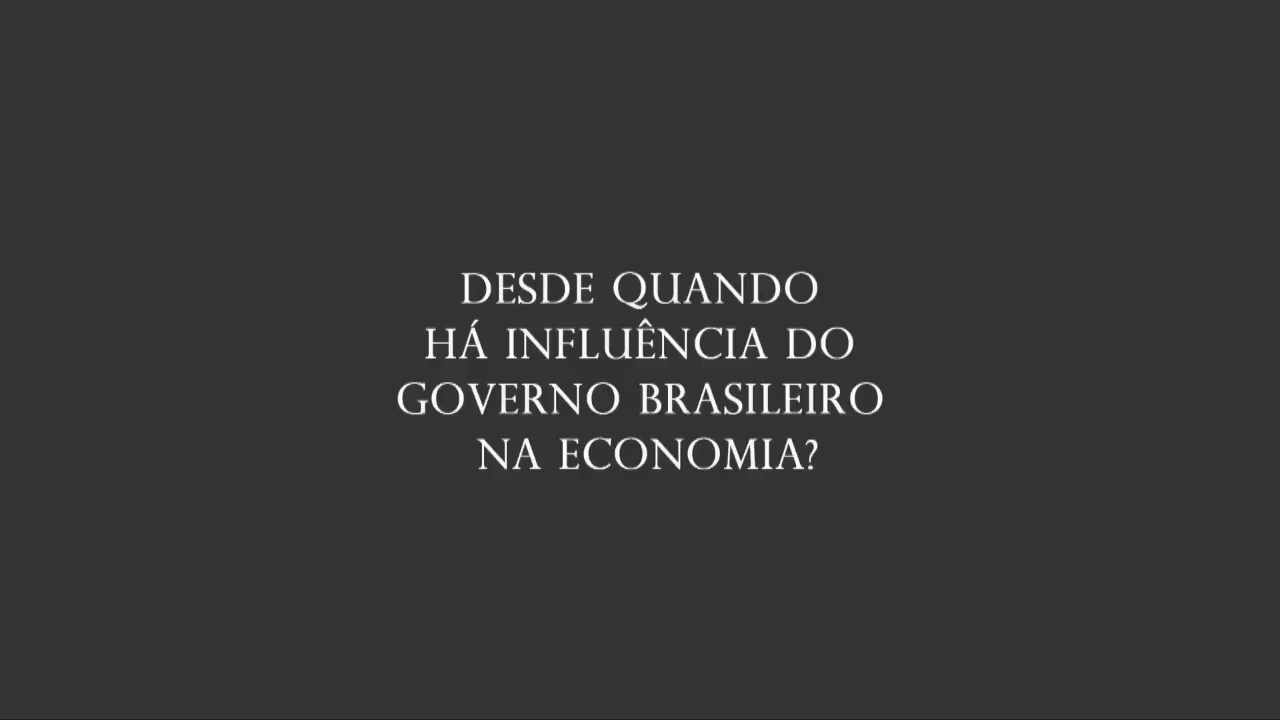 DESDE QUANDO
HÁ INFLUÊNCIA DO
GOVERNO BRASILEIRO
NA ECONOMIA?